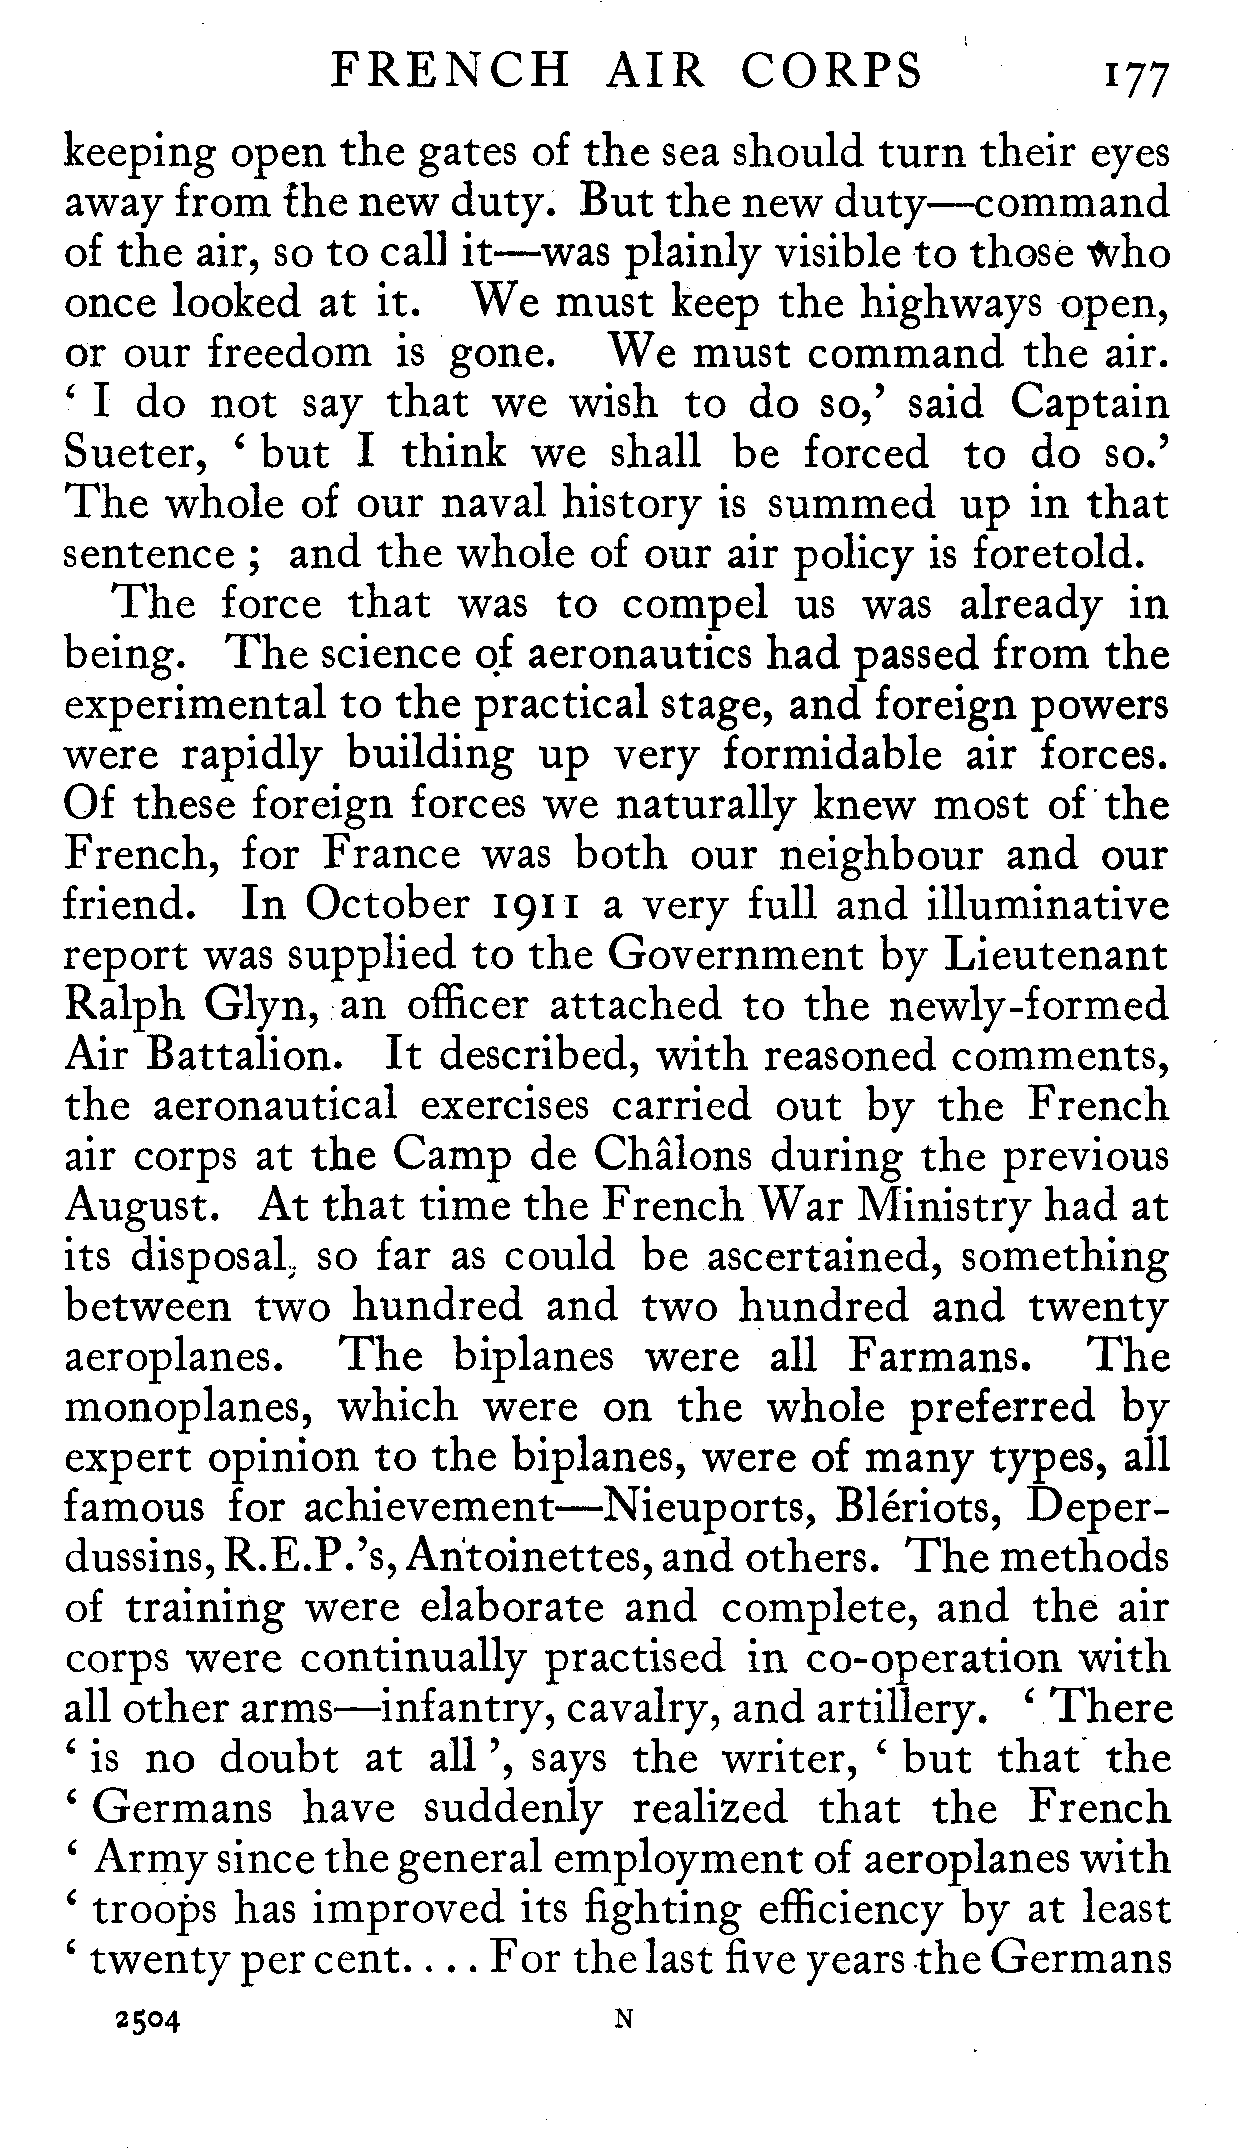 FRENCH AIR CORPS 177
keeping open the gates of the sea should turn their eyes
away from the new duty. But the new duty—command
of the air, so to call it—was plainly visible to those who
once looked at it. We must keep the highways open,
or our freedom is gone. We must command the air.
‘ I do not say that we wish to do so,’ said Captain
Sueter, ‘ but I think we shall be forced to do so.’
The whole of our naval history is summed up in that
sentence ; and the whole of our air policy is foretold.
The force that was to compel us was already in
being. The science of aeronautics had passed from the
experimental to the practical stage, and foreign powers
were rapidly building up very formidable air forces.
Of these foreign forces we naturally knew most of the
French, for France was both our neighbour and our
friend. In October 1911 a very full and illuminative
report was supplied to the Government by Lieutenant
Ralph Glyn, an officer attached to the newly-formed
Air Battalion. It described, with reasoned comments,
the aeronautical exercises carried out by the French
air corps at the Camp de Châlons during the previous
August. At that time the French War Ministry had at
its disposal, so far as could be ascertained, something
between two hundred and two hundred and twenty
aeroplanes. The biplanes were all Farmans. The
monoplanes, which were on the whole preferred by
expert opinion to the biplanes, were of many types, all
famous for achievement—Nieuports, Blériots, Deper-
dussins, R.E.P.’s, Antoinettes, and others. The methods
of training were elaborate and complete, and the air
corps were continually practised in co-operation with
all other arms—infantry, cavalry, and artillery. ‘ There
‘ is no doubt at all ’, says the writer, ‘ but that the
‘ Germans have suddenly realized that the French
‘ Army since the general employment of aeroplanes with
‘ troops has improved its fighting efficiency by at least
‘ twenty per cent. . . . For the last five years the Germans
2504 N